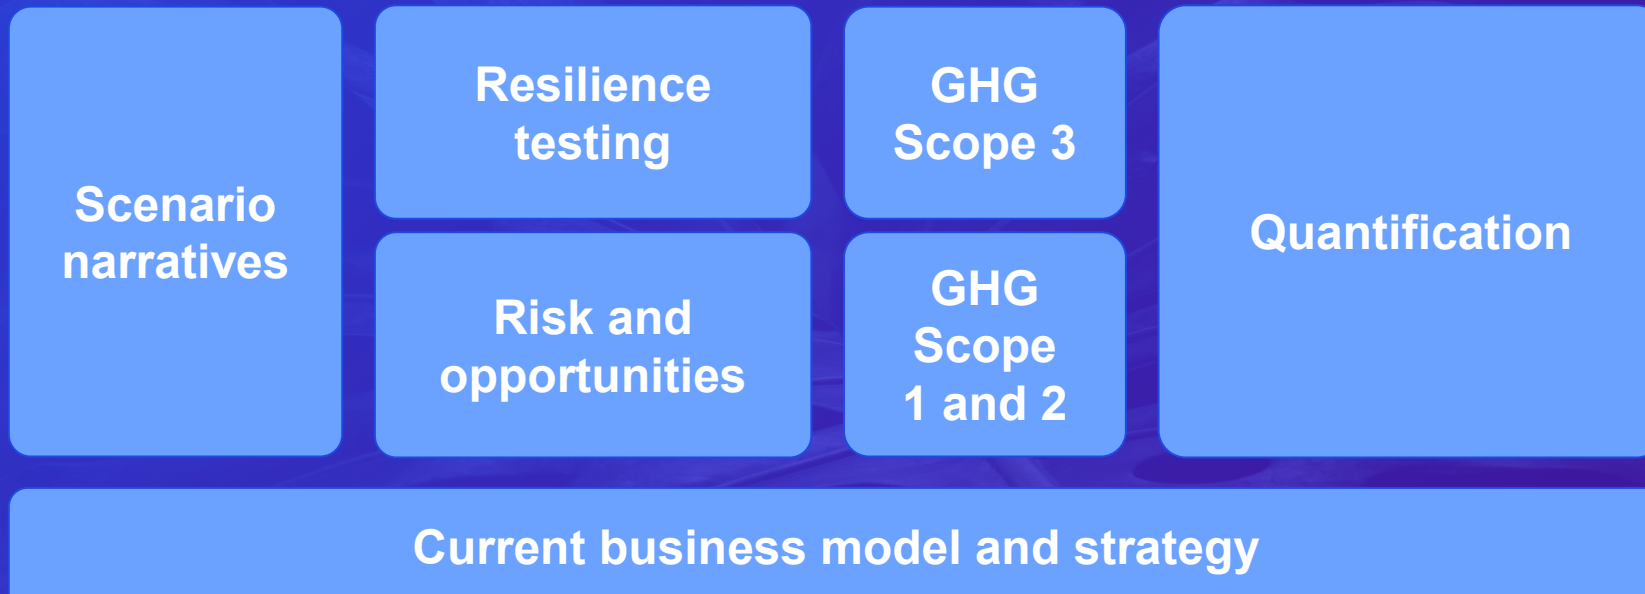 Scenario
narratives
Resilience
testing
Risk and
opportunities
GHG
Scope 3
GHG
Scope
1 and 2
Quantification
Current business model and strategy